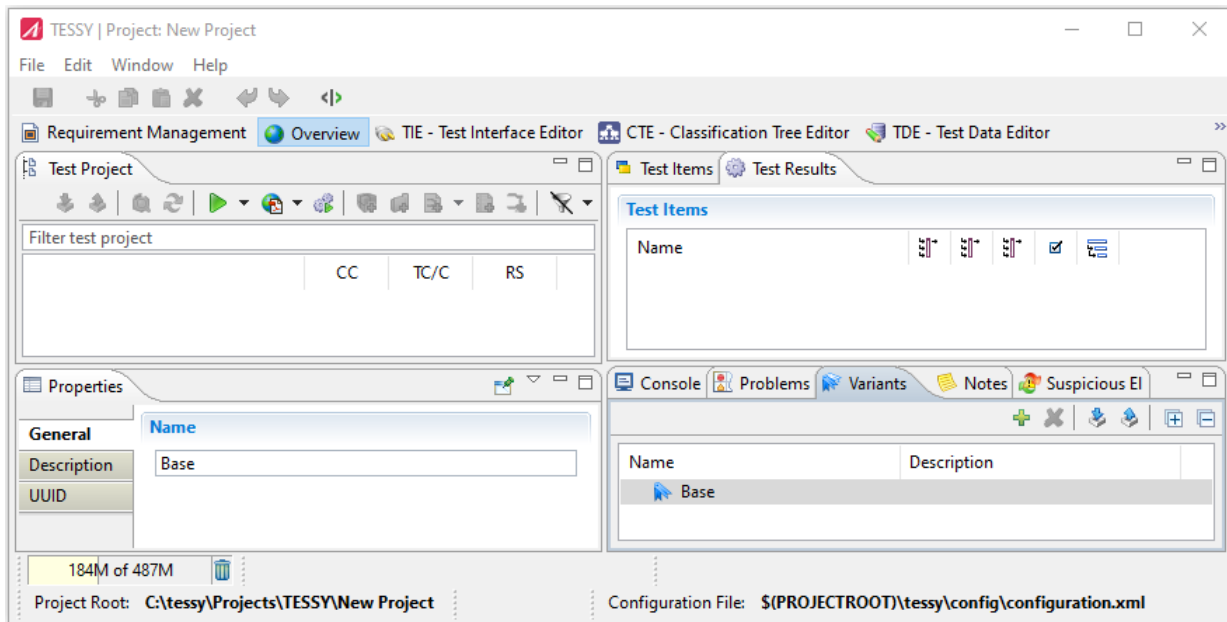 TESSY | Project: New Project
File Edit Window Help
Requirement Management Overview TIE - Test Interface Editor CTE - Classification Tree Editor TDE - Test Data Editor
Test Project
Filter test project
CC TC/C RS
Test Items Test Results
Test Items
Name
Properties
General
Description
UUID
Name
Base
Console Problems Variants Notes Suspicious El
Name Description
Base
184M of 487M
Project Root: C:\tessy\Projects\TESSY\New Project
Configuration File: $(PROJECTROOT)\tessy\config\configuration.xml